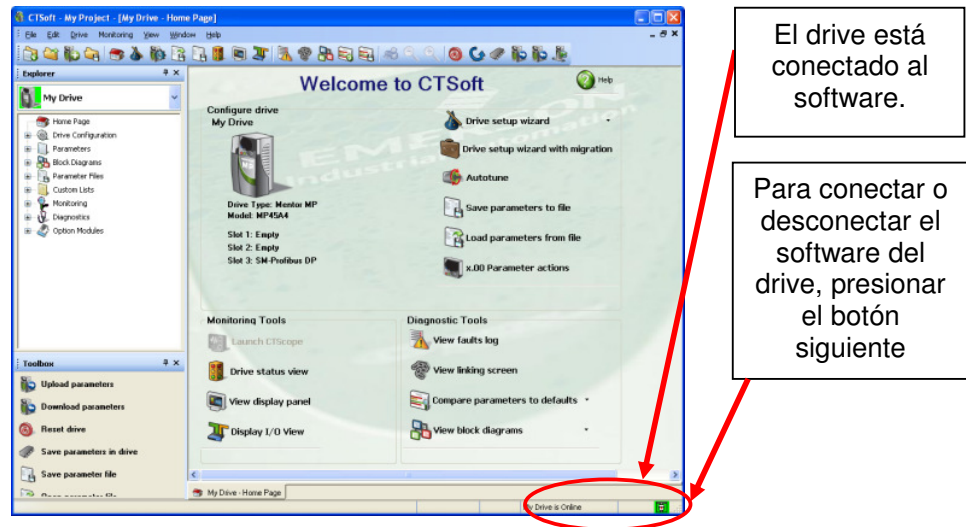 CTSoft - My Project - [My Drive - Home Page]
File Edit Drive Monitoring View Window Help
Explorer
My Drive
Home Page
Drive Configuration
Parameters
Block Diagrams
Parameter Files
Custom Lists
Monitoring
Diagnostics
Option Modules
Toolbox
Upload parameters
Download parameters
Reset drive
Save parameters in drive
Save parameter file
Open parameter file
Welcome to CTSoft
Help
EMERSON
Industrial Automation
Configure drive
My Drive
Drive Type: Mentor MP
Model: MP45A4
Slot 1: Empty
Slot 2: Empty
Slot 3: SM-Profibus DP
Drive setup wizard
Drive setup wizard with migration
Autotune
Save parameters to file
Load parameters from file
x.00 Parameter actions
Monitoring Tools
Launch CTScope
Drive status view
View display panel
Display I/O View
Diagnostic Tools
View faults log
View linking screen
Compare parameters to defaults
View block diagrams
My Drive - Home Page
My Drive is Online
El drive está
conectado al
software.
Para conectar o
desconectar el
software del
drive, presionar
el botón
siguiente